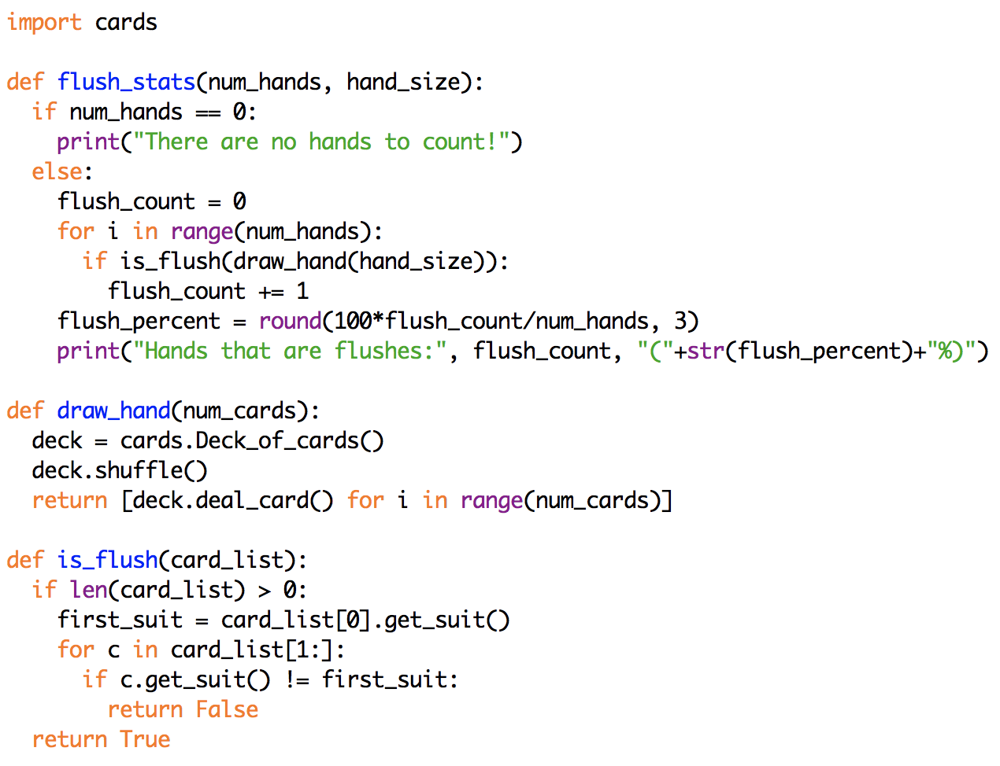 import cards

def flush_stats(num_hands, hand_size):
  if num_hands == 0:
    print("There are no hands to count!")
  else:
    flush_count = 0
    for i in range(num_hands):
      if is_flush(draw_hand(hand_size)):
        flush_count += 1
    flush_percent = round(100*flush_count/num_hands, 3)
    print("Hands that are flushes:", flush_count, "("+str(flush_percent)+"%)")

def draw_hand(num_cards):
  deck = cards.Deck_of_cards()
  deck.shuffle()
  return [deck.deal_card() for i in range(num_cards)]

def is_flush(card_list):
  if len(card_list) > 0:
    first_suit = card_list[0].get_suit()
    for c in card_list[1:]:
      if c.get_suit() != first_suit:
        return False
  return True